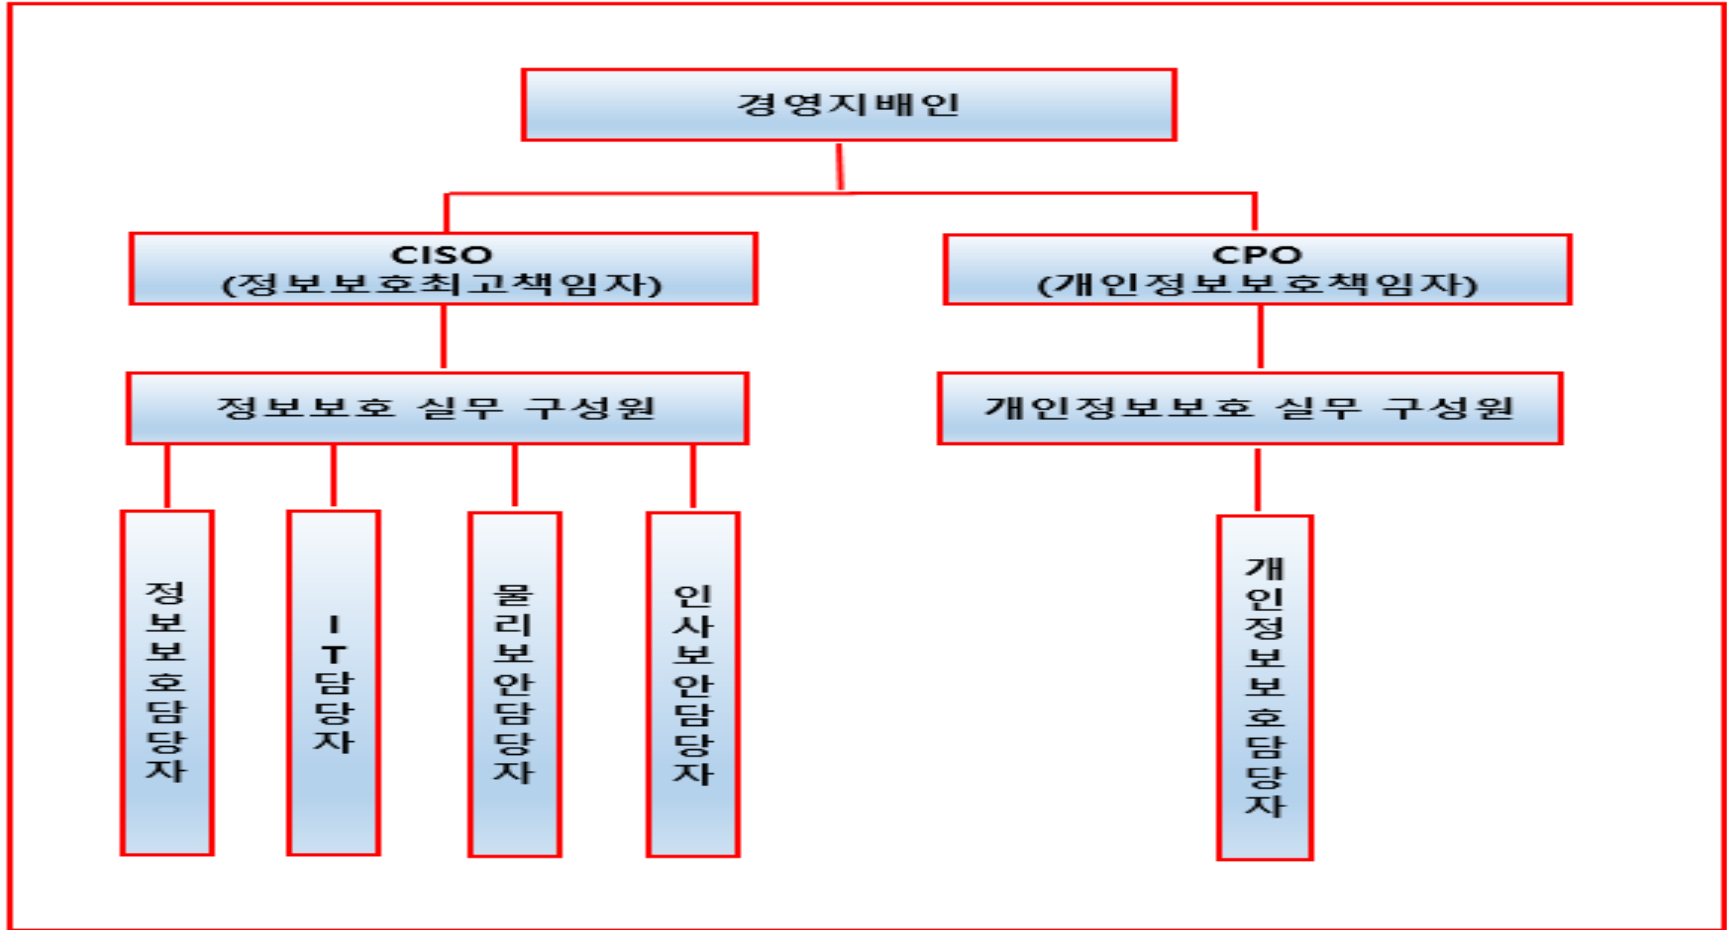 경영지배인
CISO
(정보보호최고책임자)
CPO
(개인정보보호책임자)
정보보호 실무 구성원
개인정보보호 실무 구성원
정보보호담당자
IT담당자
물리보안담당자
인사보안담당자
개인정보보호담당자